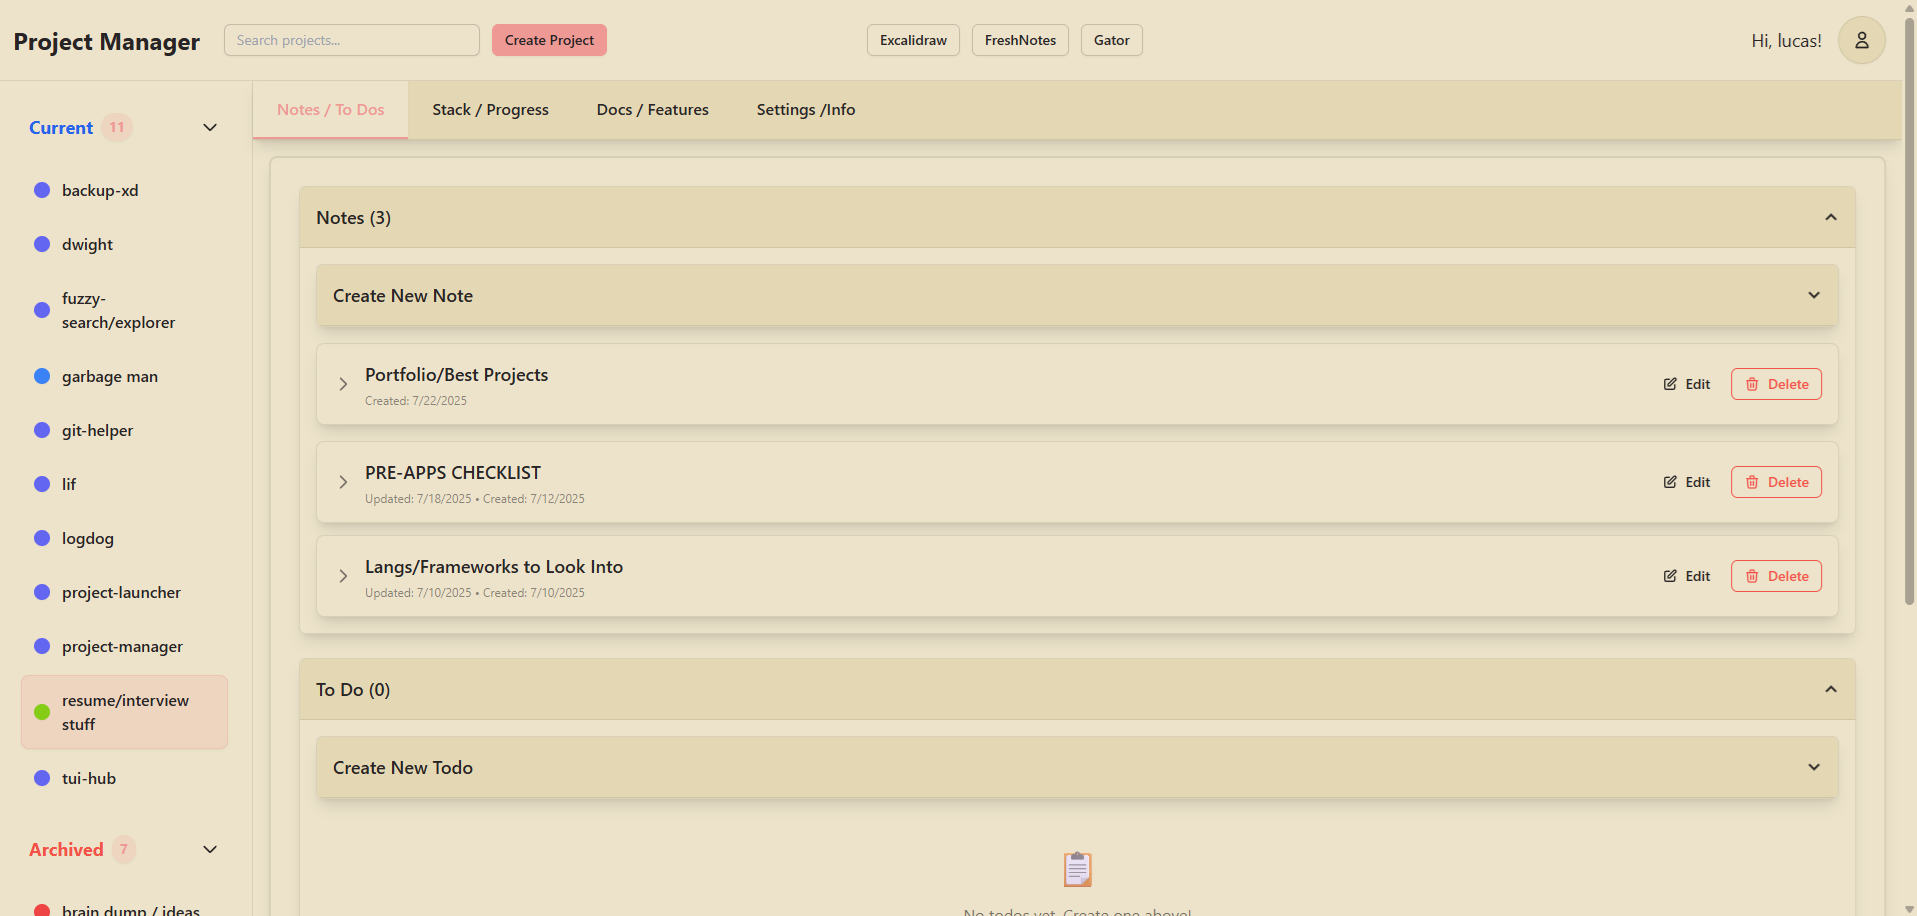 Project Manager
Search projects...
Create Project
Excalidraw
FreshNotes
Gator
Hi, lucas!
Current 11
backup-xd
dwight
fuzzy-
search/explorer
garbage man
git-helper
lif
logdog
project-launcher
project-manager
resume/interview
stuff
tui-hub
Archived 7
brain dump / ideas
Notes / To Dos
Stack / Progress
Docs / Features
Settings /Info
Notes (3)
Create New Note
Portfolio/Best Projects
Created: 7/22/2025
Edit
Delete
PRE-APPS CHECKLIST
Updated: 7/18/2025 • Created: 7/12/2025
Edit
Delete
Langs/Frameworks to Look Into
Updated: 7/10/2025 • Created: 7/10/2025
Edit
Delete
To Do (0)
Create New Todo
No todos yet. Create one above!